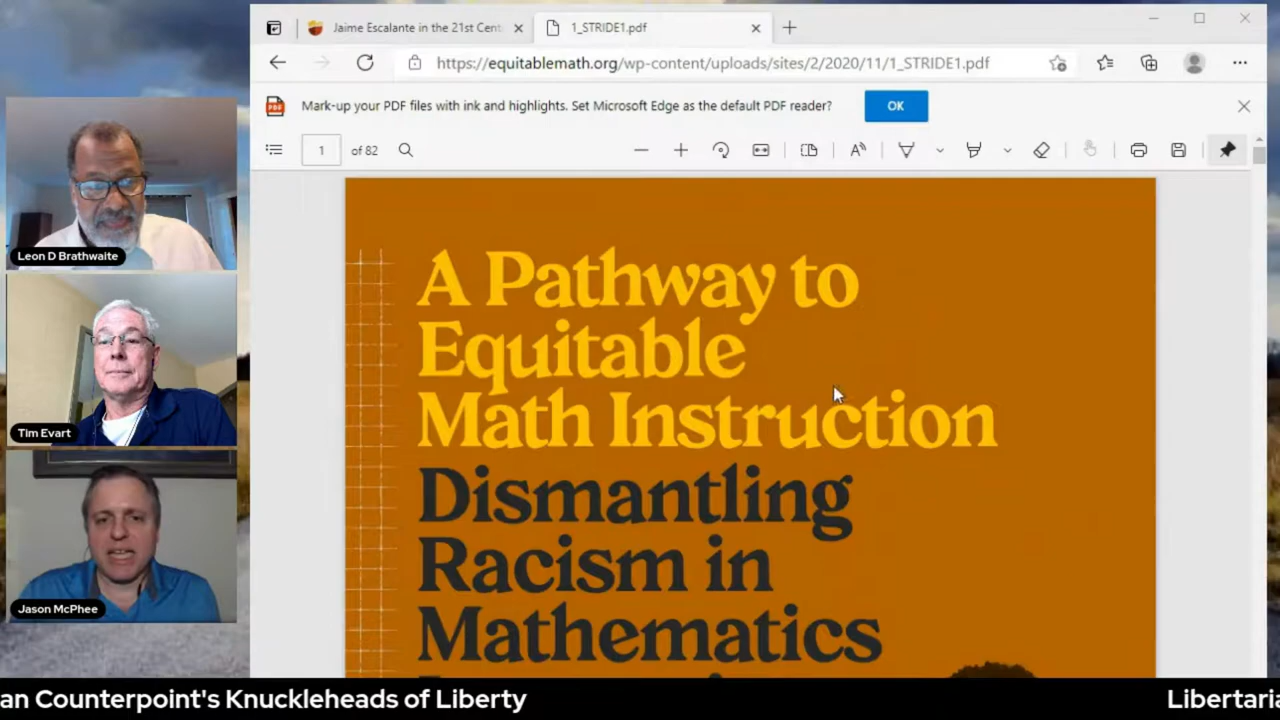 Jaime Escalante in the 21st Cent
1_STRIDE1.pdf
https://equitablemath.org/wp-content/uploads/sites/2/2020/11/1_STRIDE1.pdf
PDF
Mark-up your PDF files with ink and highlights. Set Microsoft Edge as the default PDF reader?
OK
1 of 82
A Pathway to
Equitable
Math Instruction
Dismantling
Racism in
Mathematics
Leon D Brathwaite
Tim Evart
Jason McPhee
an Counterpoint's Knuckleheads of Liberty
Libertaria